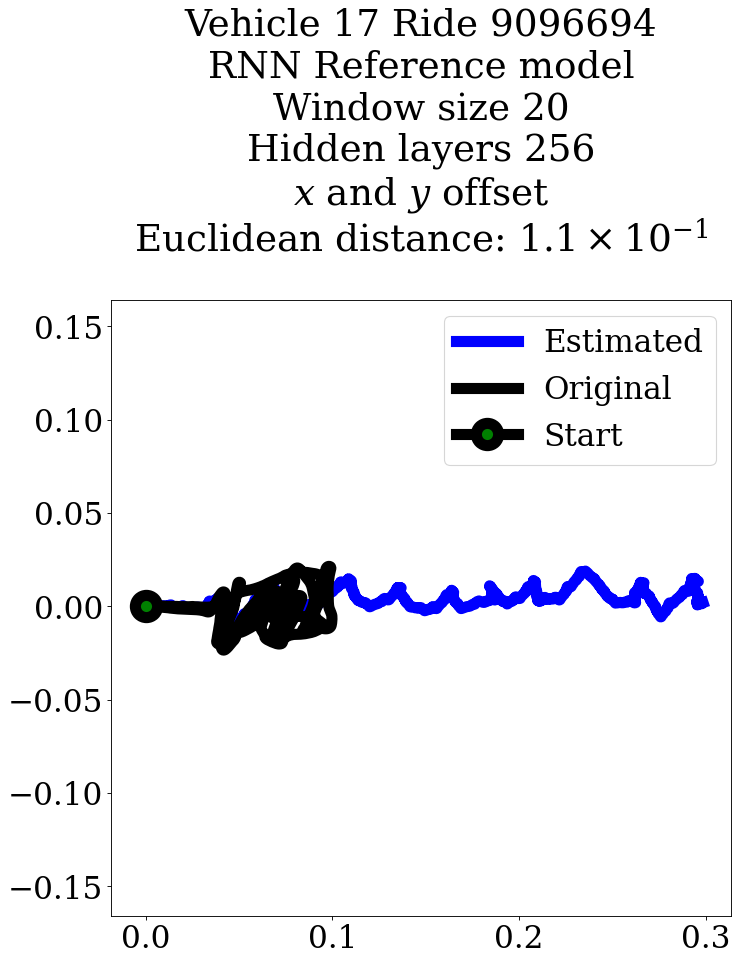 Vehicle 17 Ride 9096694
RNN Reference model
Window size 20
Hidden layers 256
x and y offset
Euclidean distance: 1.1 × 10⁻¹
Estimated
Original
Start
0.15
0.10
0.05
0.00
−0.05
−0.10
−0.15
0.0 0.1 0.2 0.3